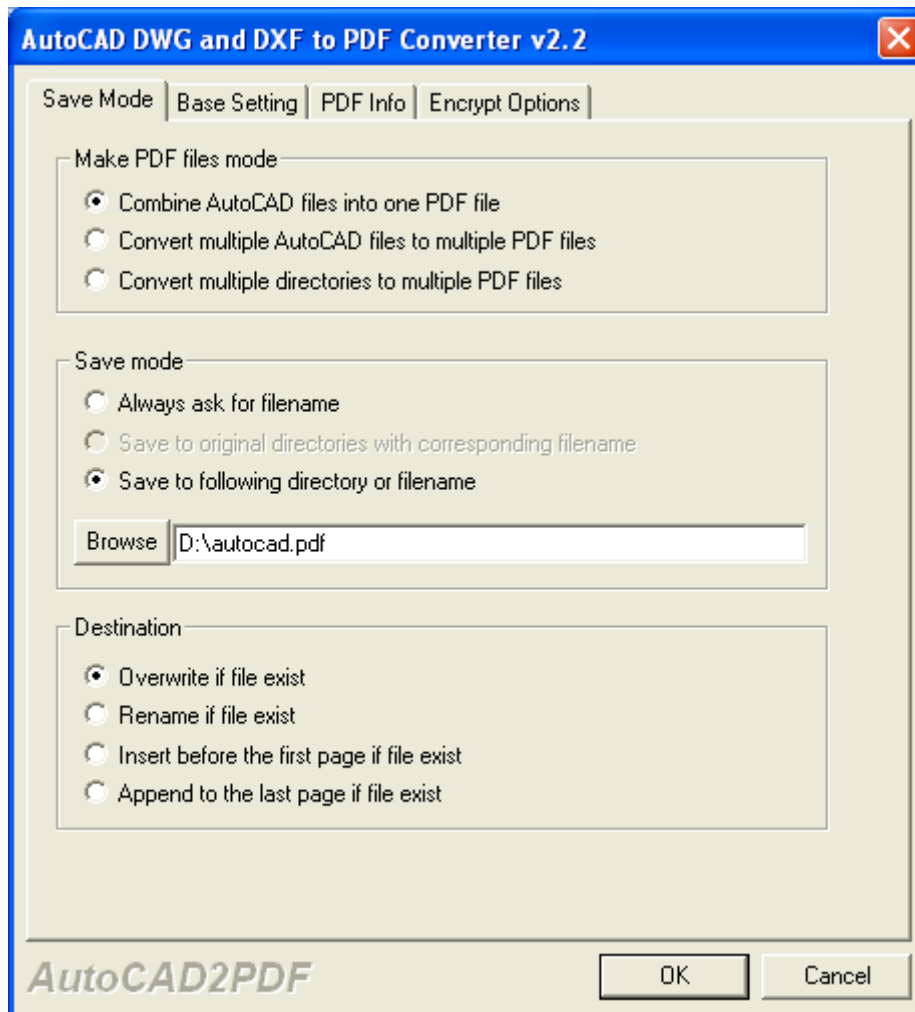 AutoCAD DWG and DXF to PDF Converter v2.2
Save Mode Base Setting PDF Info Encrypt Options
Make PDF files mode
Combine AutoCAD files into one PDF file
Convert multiple AutoCAD files to multiple PDF files
Convert multiple directories to multiple PDF files
Save mode
Always ask for filename
Save to original directories with corresponding filename
Save to following directory or filename
Browse D:\autocad.pdf
Destination
Overwrite if file exist
Rename if file exist
Insert before the first page if file exist
Append to the last page if file exist
AutoCAD2PDF OK Cancel